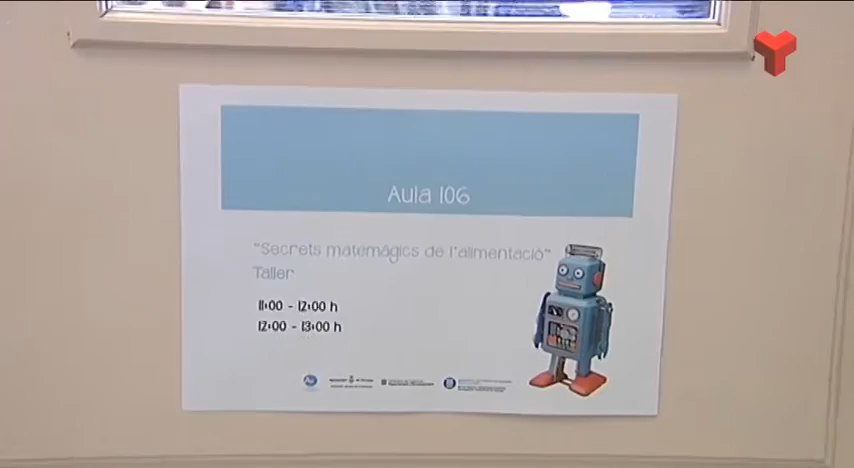 Aula 106
"Secrets matemàgics de l'alimentació"
Taller
11:00 - 12:00 h
12:00 - 13:00 h